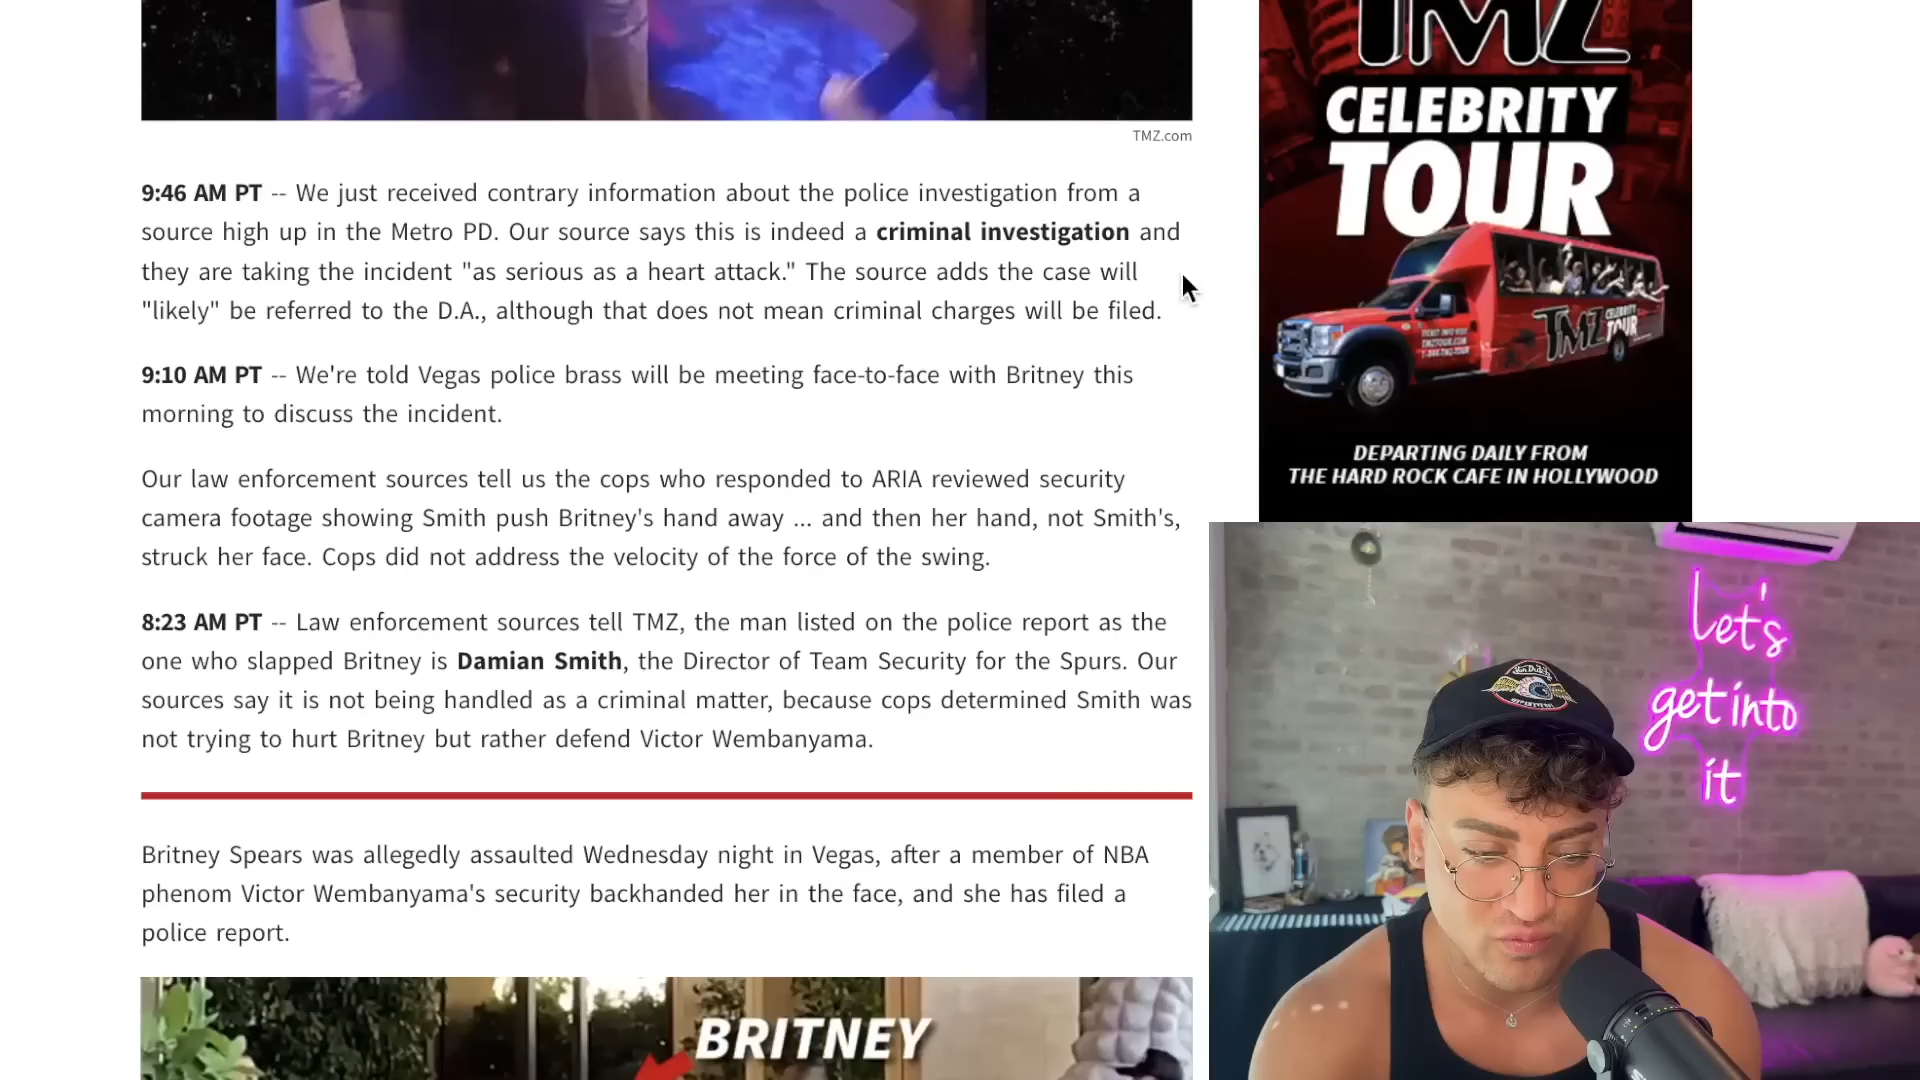 TMZ.com
9:46 AM PT -- We just received contrary information about the police investigation from a
source high up in the Metro PD. Our source says this is indeed a criminal investigation and
they are taking the incident "as serious as a heart attack." The source adds the case will
"likely" be referred to the D.A., although that does not mean criminal charges will be filed.
9:10 AM PT -- We're told Vegas police brass will be meeting face-to-face with Britney this
morning to discuss the incident.
Our law enforcement sources tell us the cops who responded to ARIA reviewed security
camera footage showing Smith push Britney's hand away ... and then her hand, not Smith's,
struck her face. Cops did not address the velocity of the force of the swing.
8:23 AM PT -- Law enforcement sources tell TMZ, the man listed on the police report as the
one who slapped Britney is Damian Smith, the Director of Team Security for the Spurs. Our
sources say it is not being handled as a criminal matter, because cops determined Smith was
not trying to hurt Britney but rather defend Victor Wembanyama.
Britney Spears was allegedly assaulted Wednesday night in Vegas, after a member of NBA
phenom Victor Wembanyama's security backhanded her in the face, and she has filed a
police report.
BRITNEY
TMZ
CELEBRITY
TOUR
TMZ
CELEBRITY
TOUR
DEPARTING DAILY FROM
THE HARD ROCK CAFE IN HOLLYWOOD
Let's
get into
it